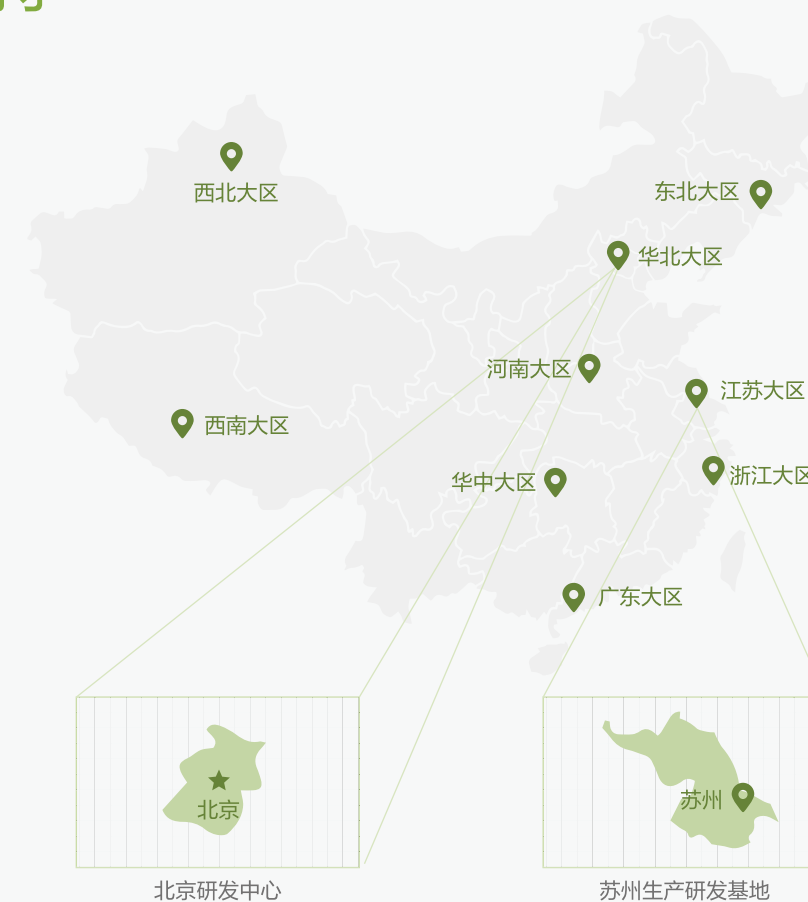 西北大区
东北大区
华北大区
河南大区
江苏大区
西南大区
浙江大区
华中大区
广东大区
北京
苏州
北京研发中心
苏州生产研发基地